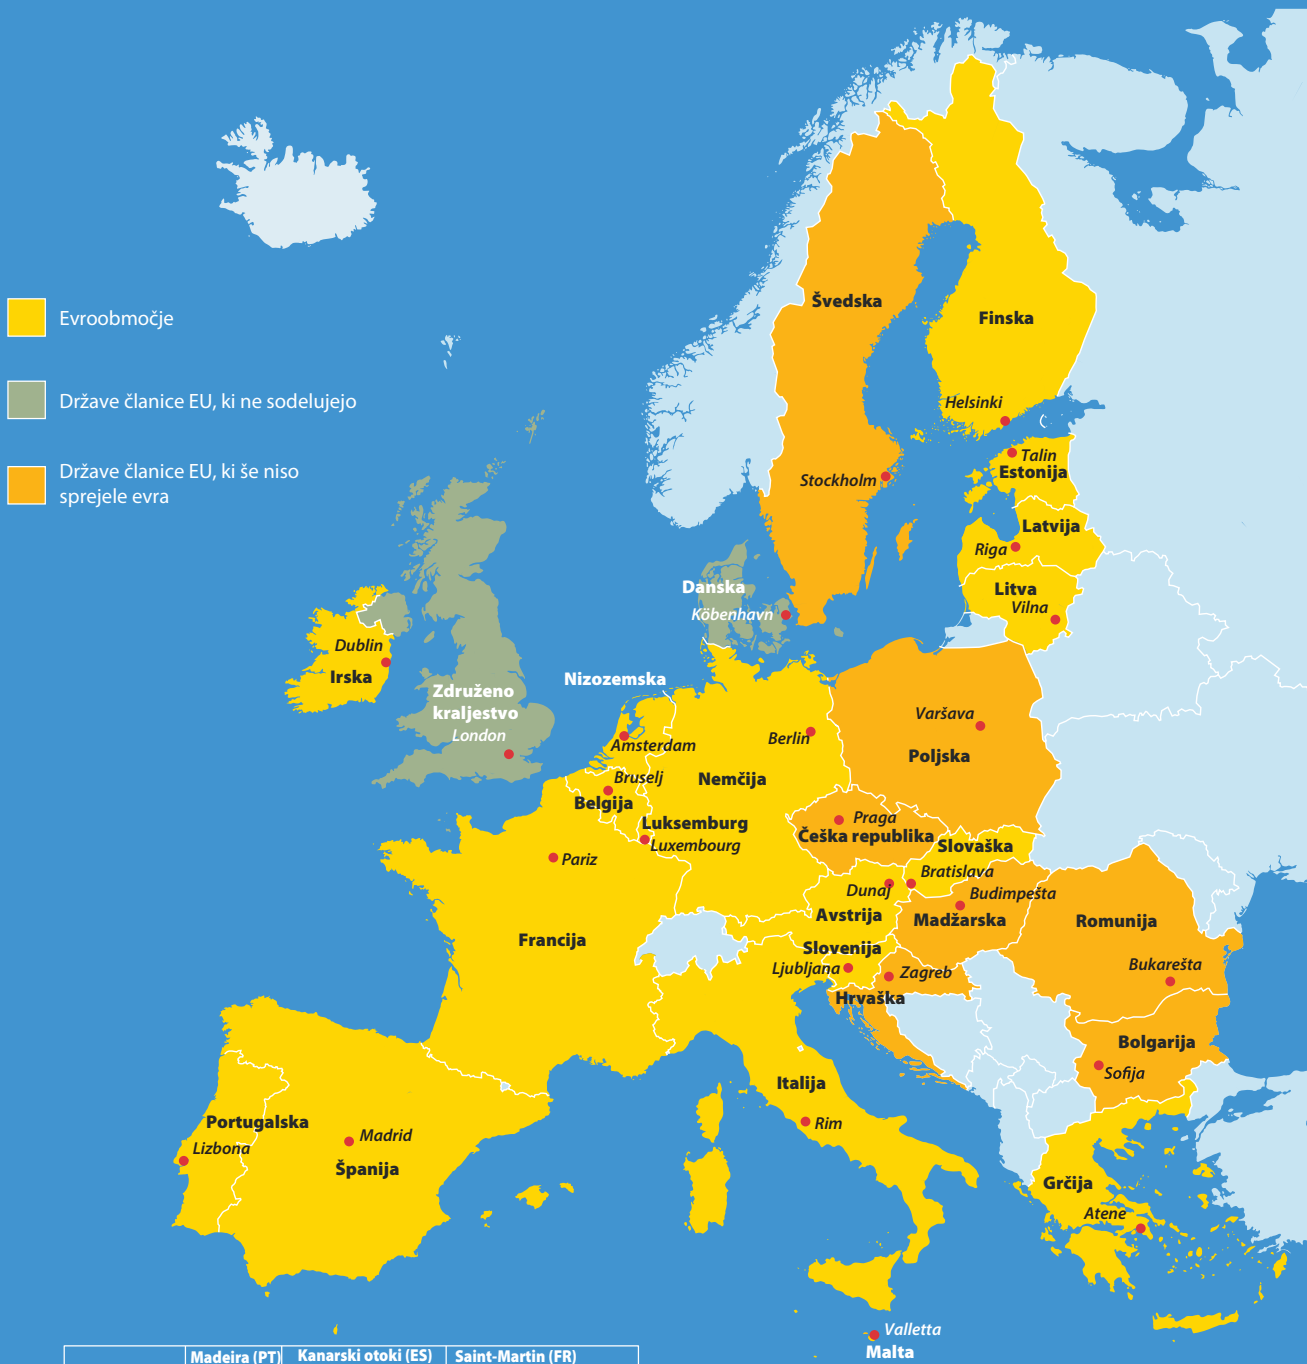 Evroobmočje
Države članice EU, ki ne sodelujejo
Države članice EU, ki še niso
sprejele evra
Švedska
Finska
Helsinki
Talin
Estonija
Stockholm
Latvija
Riga
Danska
Litva
Vilna
Köbenhavn
Dublin
Irska
Nizozemska
Združeno
kraljestvo
London
Varšava
Berlin
Amsterdam
Poljska
Bruselj
Nemčija
Belgija
Luksemburg
Luxembourg
Praga
Češka republika
Slovaška
Pariz
Bratislava
Dunaj
Budimpešta
Avstrija
Madžarska
Romunija
Francija
Slovenija
Ljubljana
Zagreb
Bukarešta
Hrvaška
Bolgarija
Sofija
Italija
Rim
Portugalska
Lizbona
Madrid
Španija
Grčija
Atene
Valletta
Malta
Madeira (PT)
Kanarski otoki (ES)
Saint-Martin (FR)